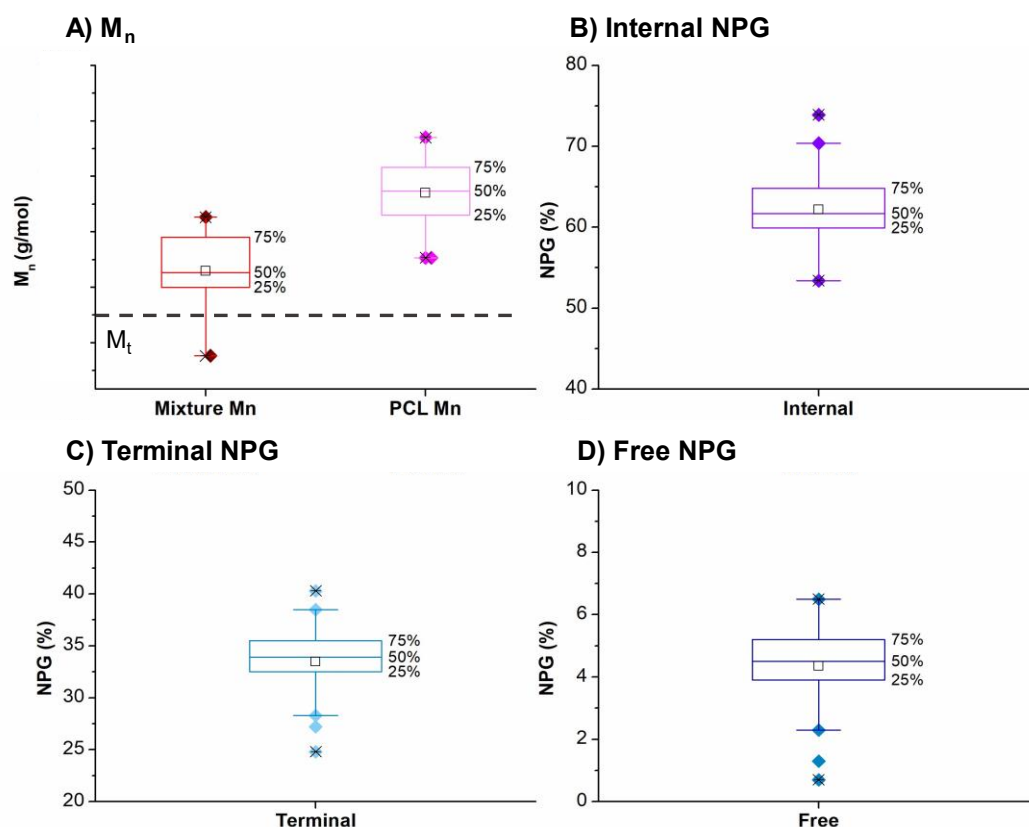 A) Mn
B) Internal NPG
Mn (g/mol)
75%
50%
25%
75%
50%
25%
Mt
Mixture Mn
PCL Mn
NPG (%)
80
70
60
50
40
75%
50%
25%
Internal
C) Terminal NPG
D) Free NPG
NPG (%)
50
45
40
35
30
25
20
75%
50%
25%
Terminal
NPG (%)
10
8
6
4
2
0
75%
50%
25%
Free